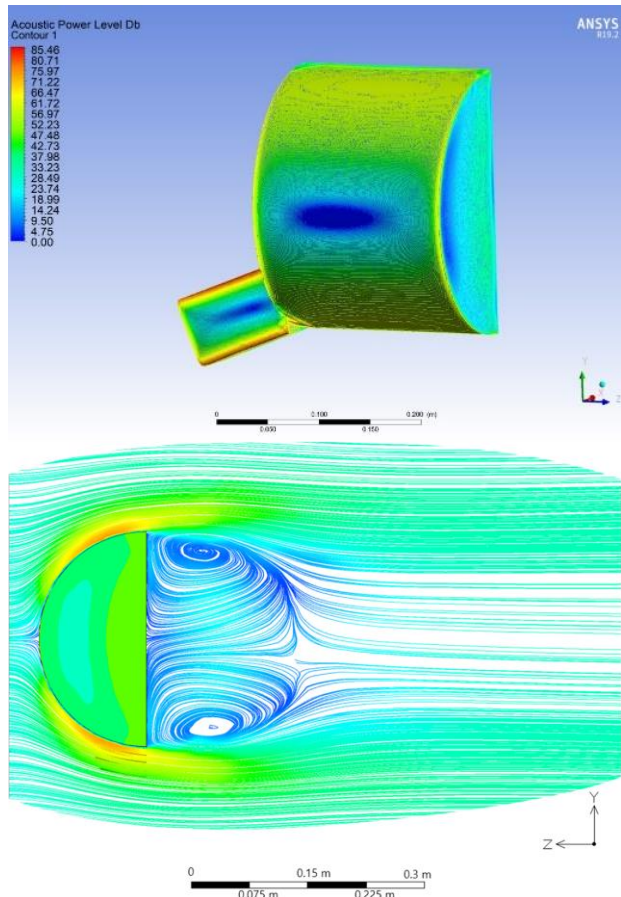 Acoustic Power Level Db
Contour 1
ANSYS
R19.2
85.46
80.71
75.97
71.22
66.47
61.72
56.97
52.23
47.48
42.73
37.98
33.23
28.49
23.74
18.99
14.24
9.50
4.75
0.00
Y
Z
0 0.100 0.200 (m)
0.050 0.150
Y
Z
0 0.15 m 0.3 m
0.075 m 0.225 m